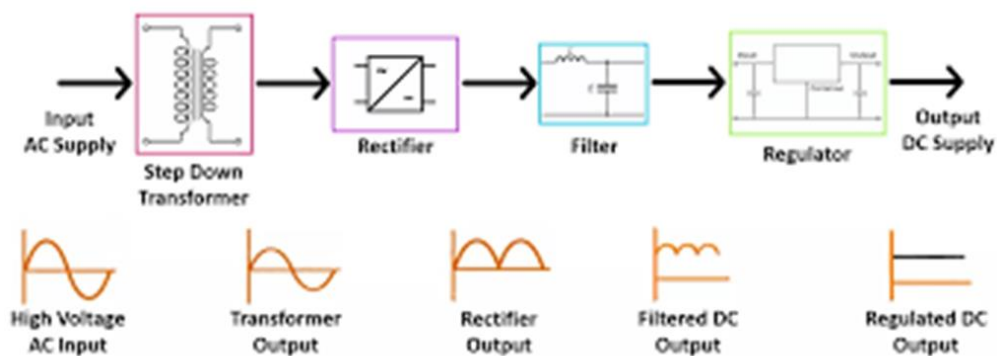 Input
AC Supply
Step Down
Transformer
Rectifier
Filter
Regulator
Output
DC Supply
High Voltage
AC Input
Transformer
Output
Rectifier
Output
Filtered DC
Output
Regulated DC
Output